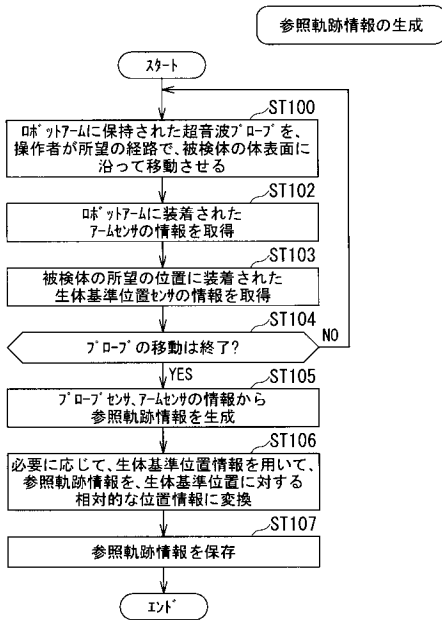 参照軌跡情報の生成
スタート
ST100
ロボットアームに保持された超音波プローブを、
操作者が所望の経路で、被検体の体表面に
沿って移動させる
ST102
ロボットアームに装着された
アームセンサの情報を取得
ST103
被検体の所望の位置に装着された
生体基準位置センサの情報を取得
ST104
プローブの移動は終了?
NO
YES
ST105
プローブセンサ、アームセンサの情報から
参照軌跡情報を生成
ST106
必要に応じて、生体基準位置情報を用いて、
参照軌跡情報を、生体基準位置に対する
相対的な位置情報に変換
ST107
参照軌跡情報を保存
エンド